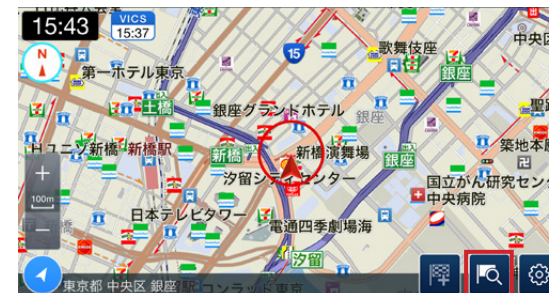 15:43
VICS
15:37
N
15
歌舞伎座
中央区
第一ホテル東京
銀座
土橋
銀座グランドホテル
銀座
新橋
新橋駅
新橋
新橋演舞場
銀座
築地本
汐留シティセンター
国立がん研究セン
中央病院
100m
日本テレビタワー
電通四季劇場海
汐留
コンラッド東京
東京都 中央区 銀座